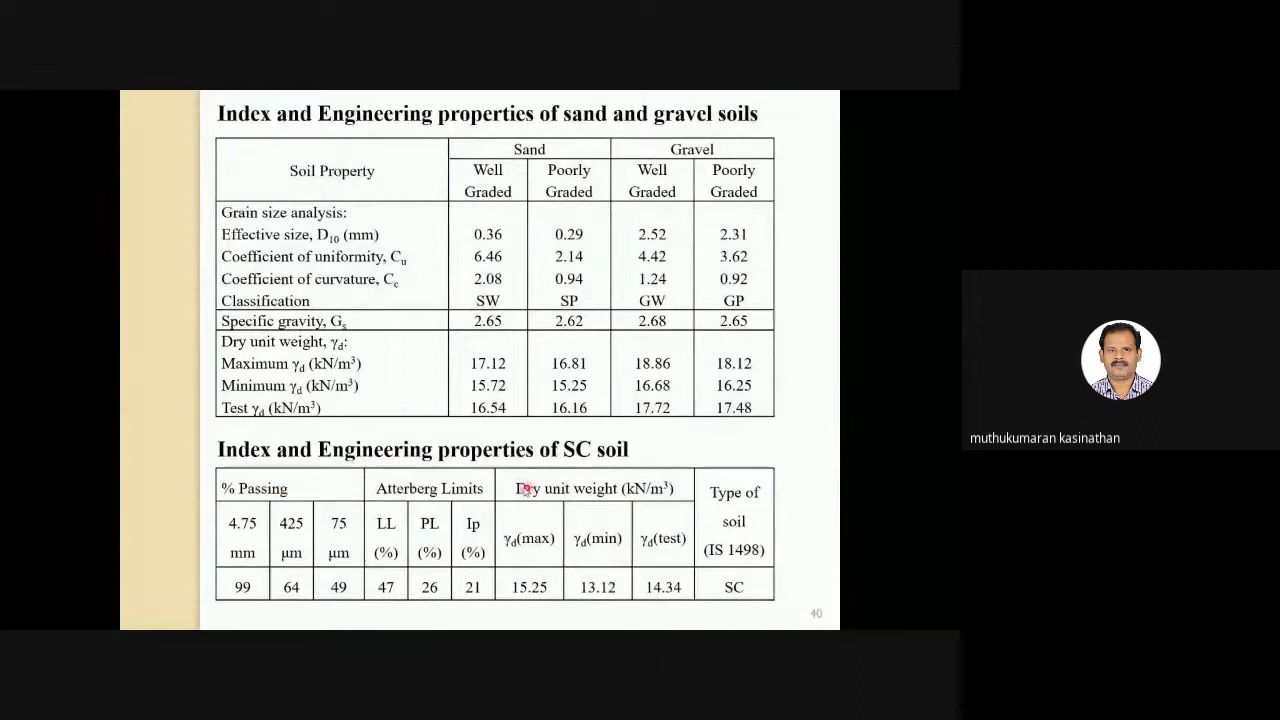 Index and Engineering properties of sand and gravel soils
Soil Property
Sand
Gravel
Well Graded
Poorly Graded
Well Graded
Poorly Graded
Grain size analysis:
Effective size, D10 (mm) 0.36 0.29 2.52 2.31
Coefficient of uniformity, Cu 6.46 2.14 4.42 3.62
Coefficient of curvature, Cc 2.08 0.94 1.24 0.92
Classification SW SP GW GP
Specific gravity, Gs 2.65 2.62 2.68 2.65
Dry unit weight, γd:
Maximum γd (kN/m³) 17.12 16.81 18.86 18.12
Minimum γd (kN/m³) 15.72 15.25 16.68 16.25
Test γd (kN/m³) 16.54 16.16 17.72 17.48
Index and Engineering properties of SC soil
% Passing
Atterberg Limits
Dry unit weight (kN/m³)
Type of soil (IS 1498)
4.75 mm
425 μm
75 μm
LL (%)
PL (%)
Ip (%)
γd(max)
γd(min)
γd(test)
99 64 49 47 26 21 15.25 13.12 14.34 SC
40
muthukumaran kasinathan